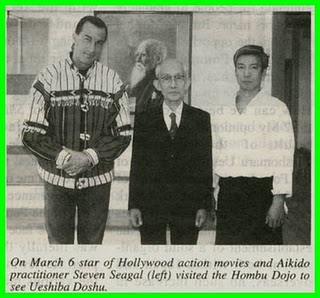 On March 6 star of Hollywood action movies and Aikido
practitioner Steven Seagal (left) visited the Hombu Dojo to
see Ueshiba Doshu.